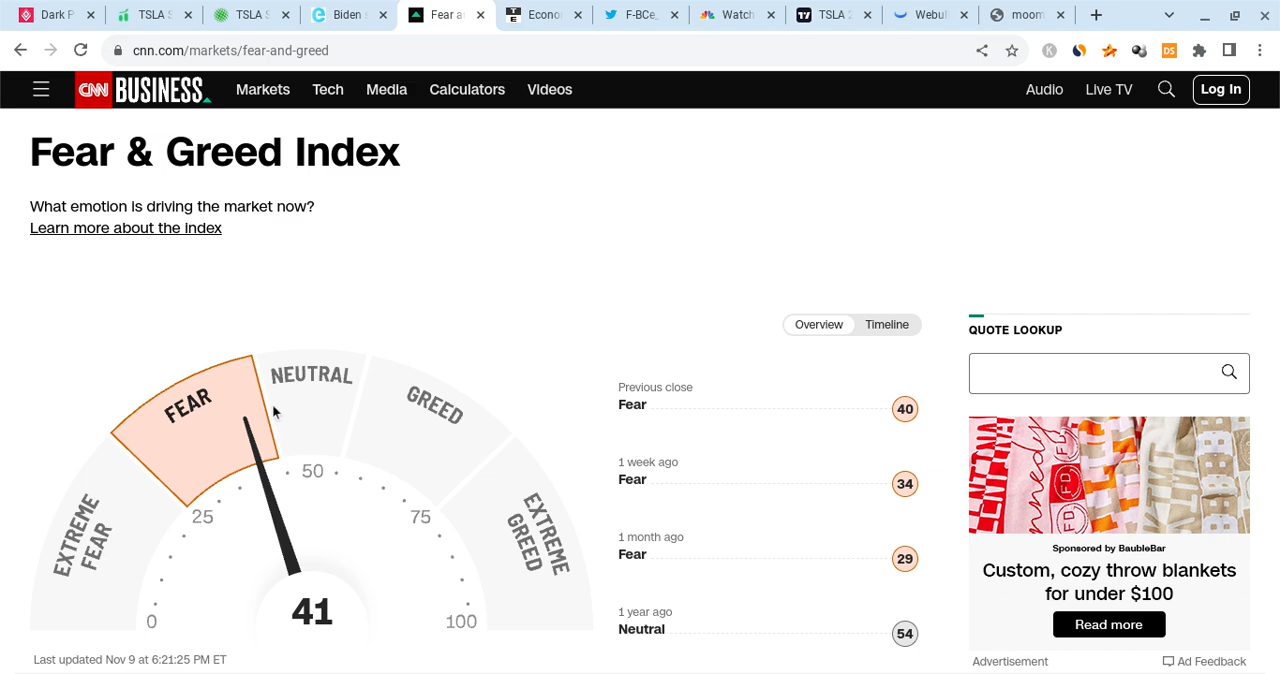 Dark P
TSLA S
TSLA S
Biden s
Fear a
Econo
F-BCe_
Watch
TSLA 2
Webul
moom
cnn.com/markets/fear-and-greed
K
DS
CNN BUSINESS
Markets
Tech
Media
Calculators
Videos
Audio
Live TV
Log In
Fear & Greed Index
What emotion is driving the market now?
Learn more about the index
Overview
Timeline
QUOTE LOOKUP
EXTREME
FEAR
FEAR
NEUTRAL
GREED
EXTREME
GREED
0
25
50
75
100
41
Last updated Nov 9 at 6:21:25 PM ET
Previous close
Fear 40
1 week ago
Fear 34
1 month ago
Fear 29
1 year ago
Neutral 54
Sponsored by BaubleBar
Custom, cozy throw blankets
for under $100
Read more
Advertisement
Ad Feedback